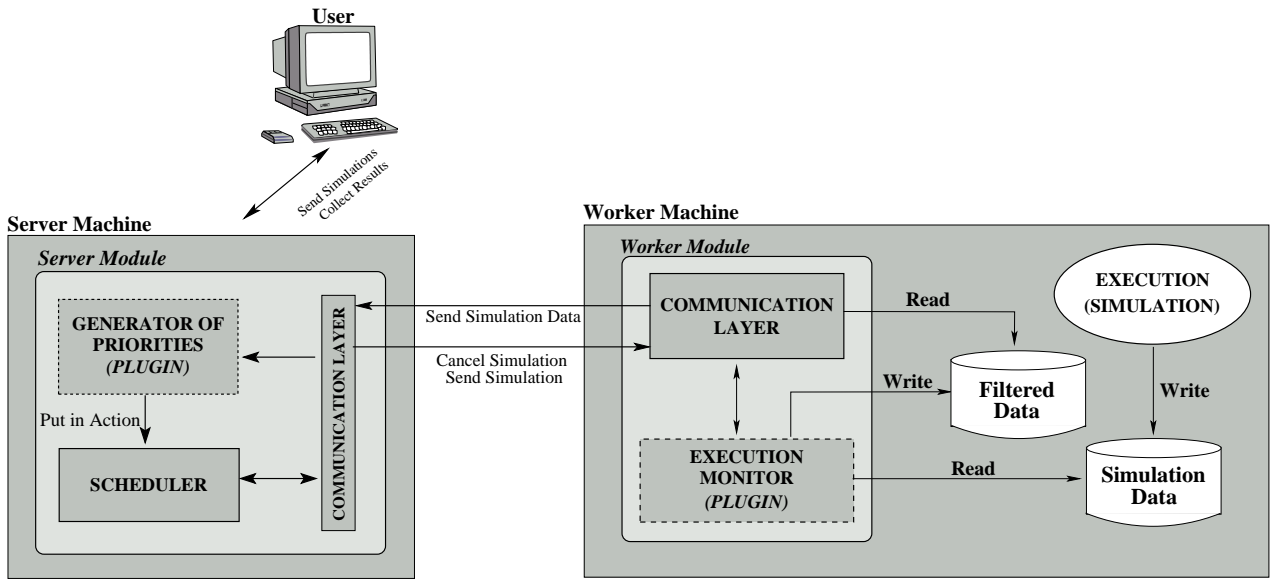 User
Send Simulations
Collect Results
Server Machine
Server Module
GENERATOR OF
PRIORITIES
(PLUGIN)
Put in Action
SCHEDULER
COMMUNICATION LAYER
Send Simulation Data
Cancel Simulation
Send Simulation
Worker Machine
Worker Module
COMMUNICATION
LAYER
EXECUTION
MONITOR
(PLUGIN)
Read
Write
Read
Filtered
Data
EXECUTION
(SIMULATION)
Write
Simulation
Data